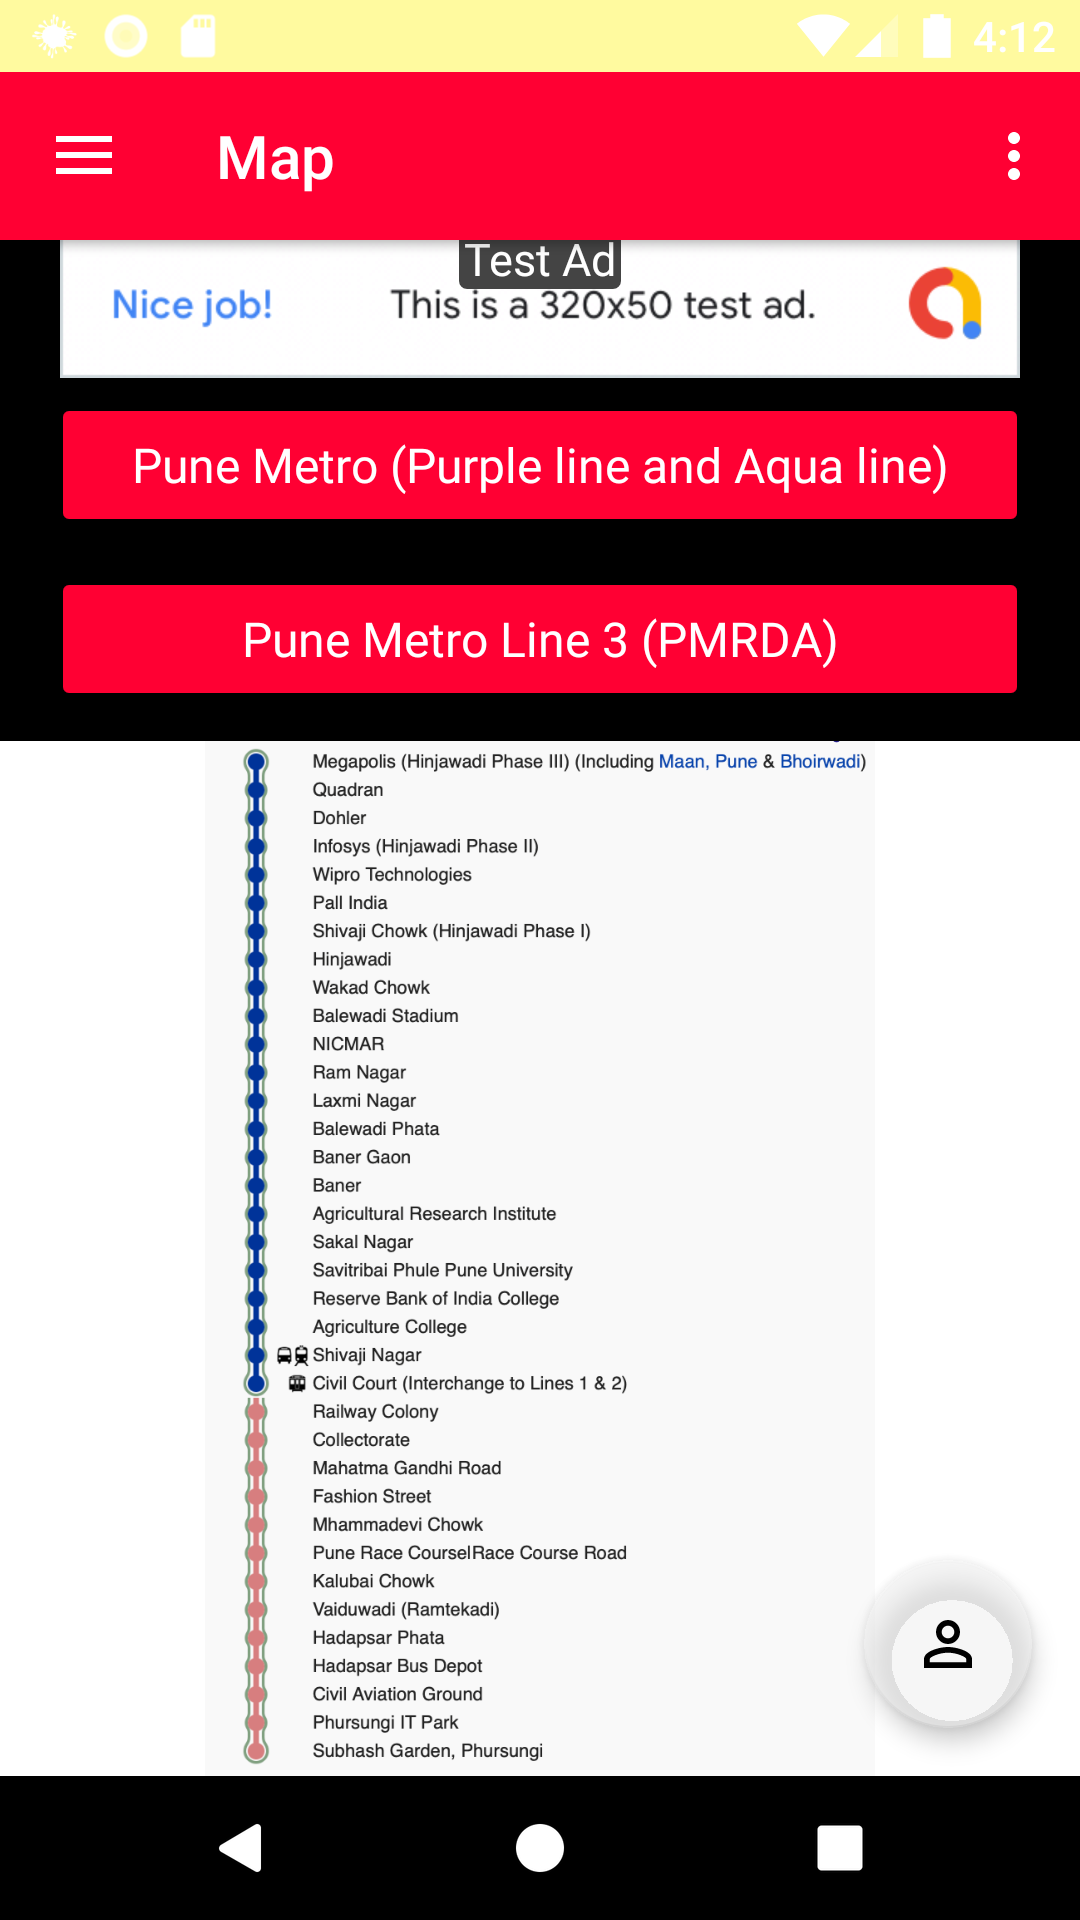 4:12
Map
Test Ad
Nice job!
This is a 320x50 test ad.
Pune Metro (Purple line and Aqua line)
Pune Metro Line 3 (PMRDA)
Megapolis (Hinjawadi Phase III) (Including Maan, Pune & Bhoirwadi)
Quadran
Dohler
Infosys (Hinjawadi Phase II)
Wipro Technologies
Pall India
Shivaji Chowk (Hinjawadi Phase I)
Hinjawadi
Wakad Chowk
Balewadi Stadium
NICMAR
Ram Nagar
Laxmi Nagar
Balewadi Phata
Baner Gaon
Baner
Agricultural Research Institute
Sakal Nagar
Savitribai Phule Pune University
Reserve Bank of India College
Agriculture College
Shivaji Nagar
Civil Court (Interchange to Lines 1 & 2)
Railway Colony
Collectorate
Mahatma Gandhi Road
Fashion Street
Mhammadevi Chowk
Pune Race Course|Race Course Road
Kalubai Chowk
Vaiduwadi (Ramtekadi)
Hadapsar Phata
Hadapsar Bus Depot
Civil Aviation Ground
Phursungi IT Park
Subhash Garden, Phursungi